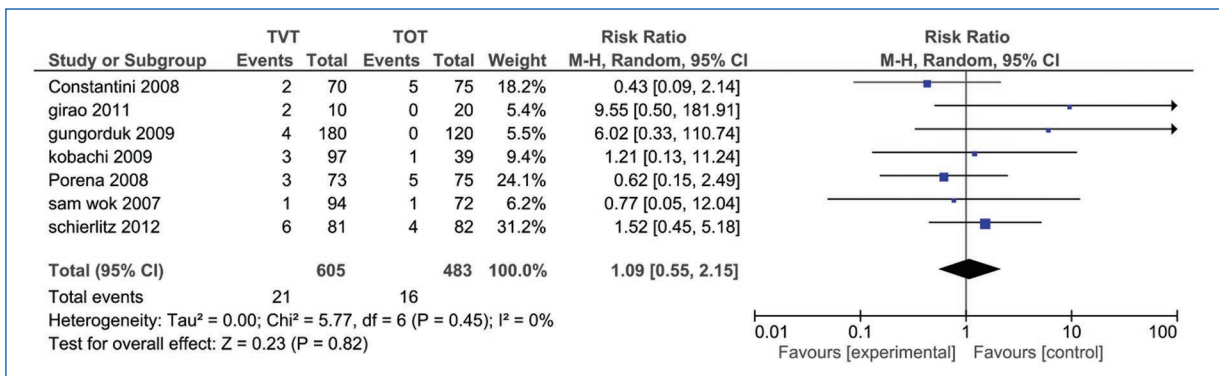 TVT TOT Risk Ratio Risk Ratio
Study or Subgroup Events Total Events Total Weight M-H, Random, 95% CI M-H, Random, 95% CI
Constantini 2008 2 70 5 75 18.2% 0.43 [0.09, 2.14]
girao 2011 2 10 0 20 5.4% 9.55 [0.50, 181.91]
gungorduk 2009 4 180 0 120 5.5% 6.02 [0.33, 110.74]
kobachi 2009 3 97 1 39 9.4% 1.21 [0.13, 11.24]
Porena 2008 3 73 5 75 24.1% 0.62 [0.15, 2.49]
sam wok 2007 1 94 1 72 6.2% 0.77 [0.05, 12.04]
schierlitz 2012 6 81 4 82 31.2% 1.52 [0.45, 5.18]
Total (95% CI) 605 483 100.0% 1.09 [0.55, 2.15]
Total events 21 16
Heterogeneity: Tau² = 0.00; Chi² = 5.77, df = 6 (P = 0.45); I² = 0%
Test for overall effect: Z = 0.23 (P = 0.82)
0.01 0.1 1 10 100
Favours [experimental] Favours [control]